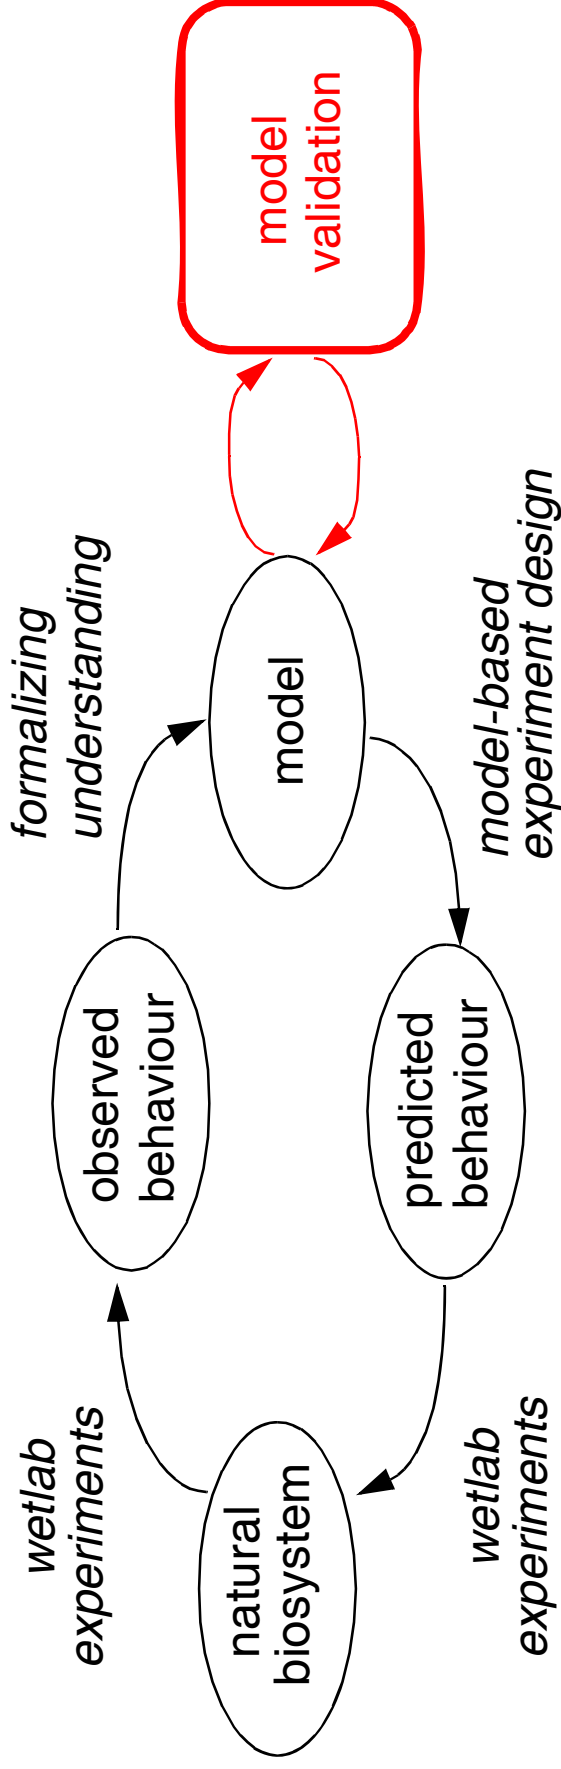 wetlab
experiments
formalizing
understanding
natural
biosystem
observed
behaviour
model
model
validation
predicted
behaviour
wetlab
experiments
model-based
experiment design